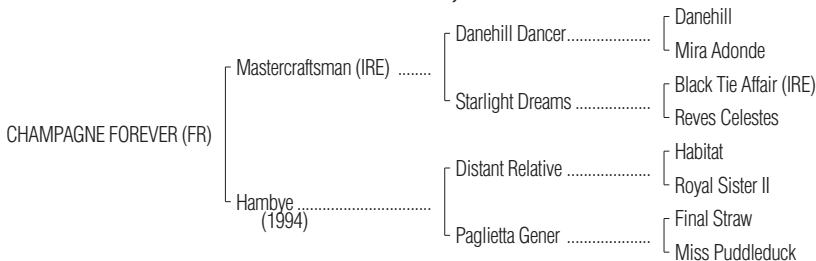 Danehill
Danehill Dancer....................
Mira Adonde
Mastercraftsman (IRE) ........
Black Tie Affair (IRE)
Starlight Dreams ..................
Reves Celestes
CHAMPAGNE FOREVER (FR)
Habitat
Distant Relative ....................
Royal Sister II
Hambye ................................
(1994)
Final Straw
Paglietta Gener ....................
Miss Puddleduck